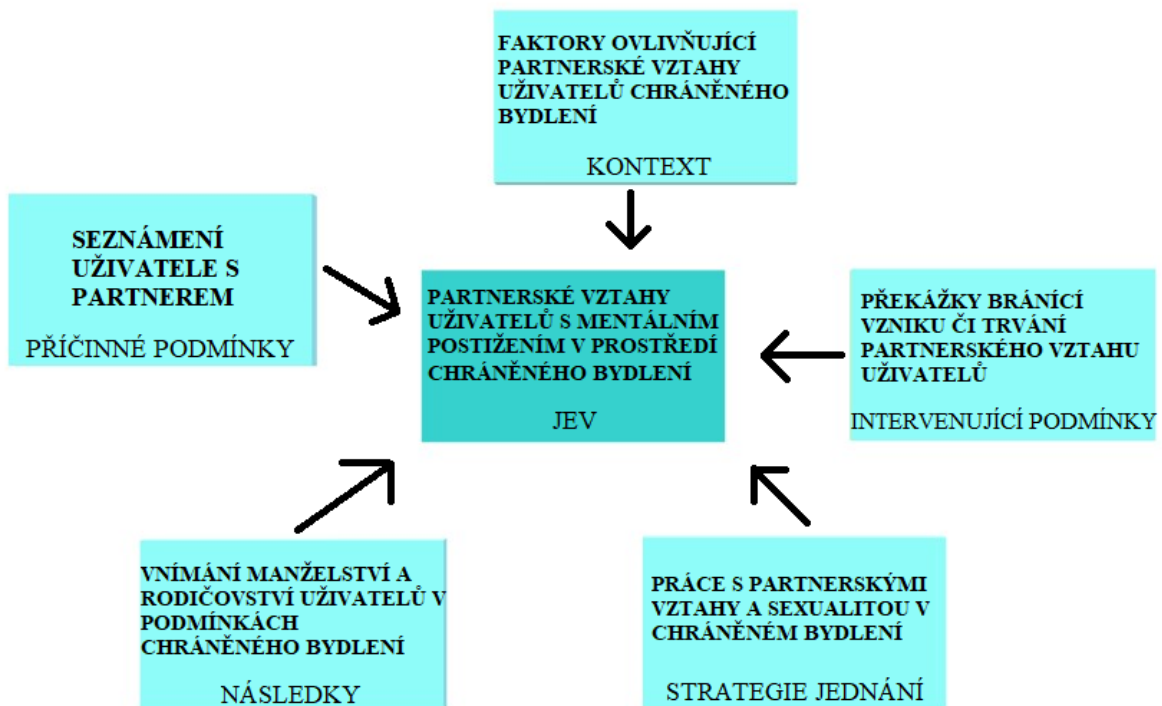 FAKTORY OVLIVŇUJÍCÍ
PARTNERSKÉ VZTAHY
UŽIVATELŮ CHRÁNĚNÉHO
BYDLENÍ
KONTEXT
SEZNÁMENÍ
UŽIVATELE S
PARTNEREM
PŘÍČINNÉ PODMÍNKY
PARTNERSKÉ VZTAHY
UŽIVATELŮ S MENTÁLNÍM
POSTIŽENÍM V PROSTŘEDÍ
CHRÁNĚNÉHO BYDLENÍ
JEV
PŘEKÁŽKY BRÁNÍCÍ
VZNIKU ČI TRVÁNÍ
PARTNERSKÉHO VZTAHU
UŽIVATELŮ
INTERVENUJÍCÍ PODMÍNKY
VNÍMÁNÍ MANŽELSTVÍ A
RODIČOVSTVÍ UŽIVATELŮ V
PODMÍNKÁCH
CHRÁNĚNÉHO BYDLENÍ
NÁSLEDKY
PRÁCE S PARTNERSKÝMI
VZTAHY A SEXUALITOU V
CHRÁNĚNÉM BYDLENÍ
STRATEGIE JEDNÁNÍ